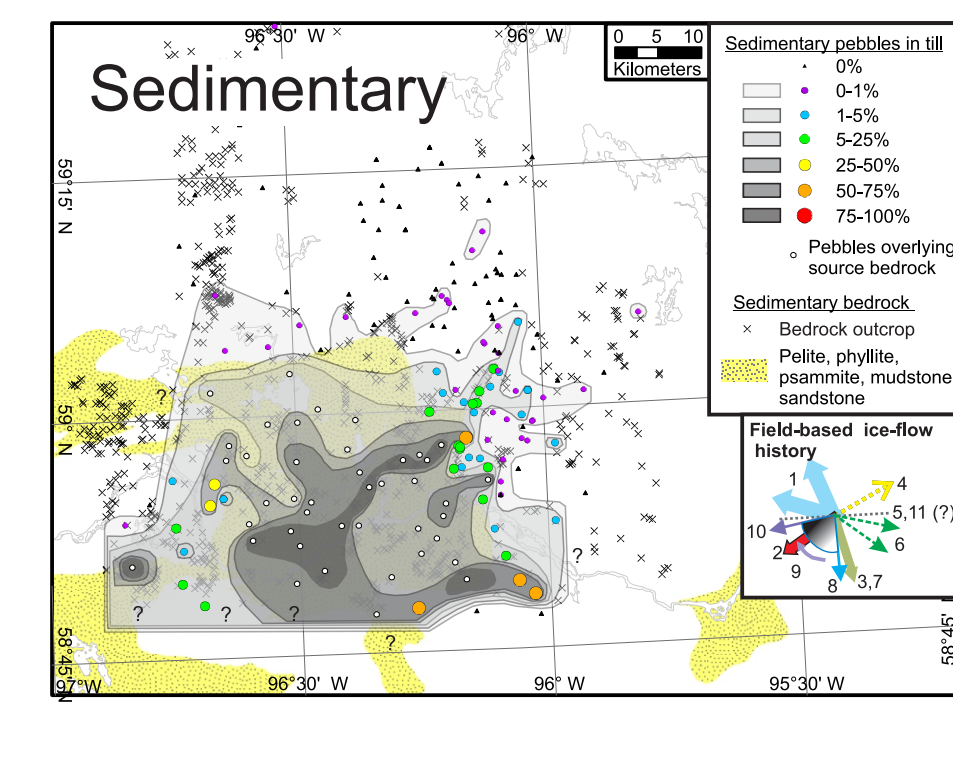 96°30' W
96° W
0 5 10
Kilometers
Sedimentary
Sedimentary pebbles in till
0%
0-1%
1-5%
5-25%
25-50%
50-75%
75-100%
Pebbles overlying
source bedrock
Sedimentary bedrock
Bedrock outcrop
Pelite, phyllite,
psammite, mudstone
sandstone
59°15' N
59° N
58°45' N
58°45'
?
?
?
?
?
?
Field-based ice-flow
history
1
4
5,11 (?)
10
6
2
9
8
3,7
97°W
96°30' W
96° W
95°30' W